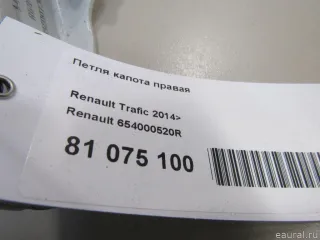 Петля капота правая
Renault Trafic 2014>
Renault 654000520R
81 075 100
eaural.ru